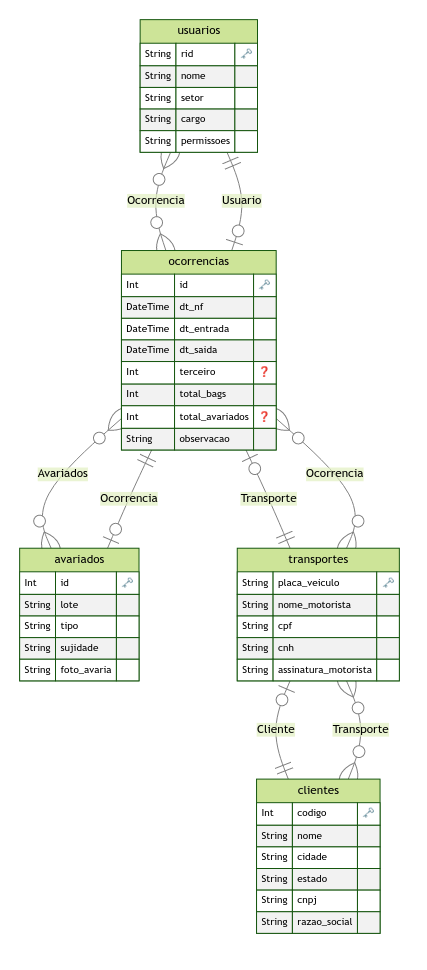 usuarios
String rid 🗝
String nome
String setor
String cargo
String permissoes
Ocorrencia Usuario
ocorrencias
Int id 🗝
DateTime dt_nf
DateTime dt_entrada
DateTime dt_saida
Int terceiro ❓
Int total_bags
Int total_avariados ❓
String observacao
Avariados Ocorrencia
Ocorrencia Transporte
avariados
Int id 🗝
String lote
String tipo
String sujidade
String foto_avaria
transportes
String placa_veiculo 🗝
String nome_motorista
String cpf
String cnh
String assinatura_motorista
Cliente Transporte
clientes
Int codigo 🗝
String nome
String cidade
String estado
String cnpj
String razao_social